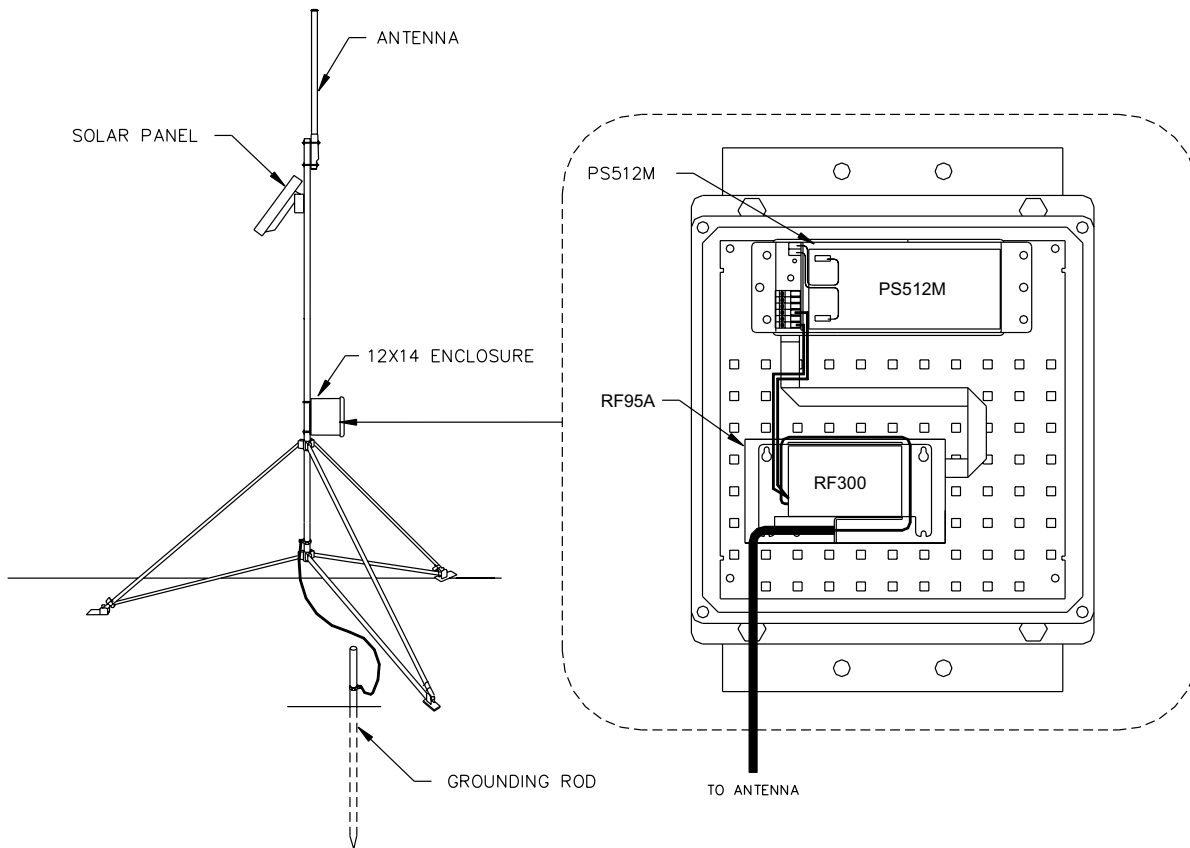 ANTENNA
SOLAR PANEL
PS512M
PS512M
12X14 ENCLOSURE
RF95A
RF300
GROUNDING ROD
TO ANTENNA